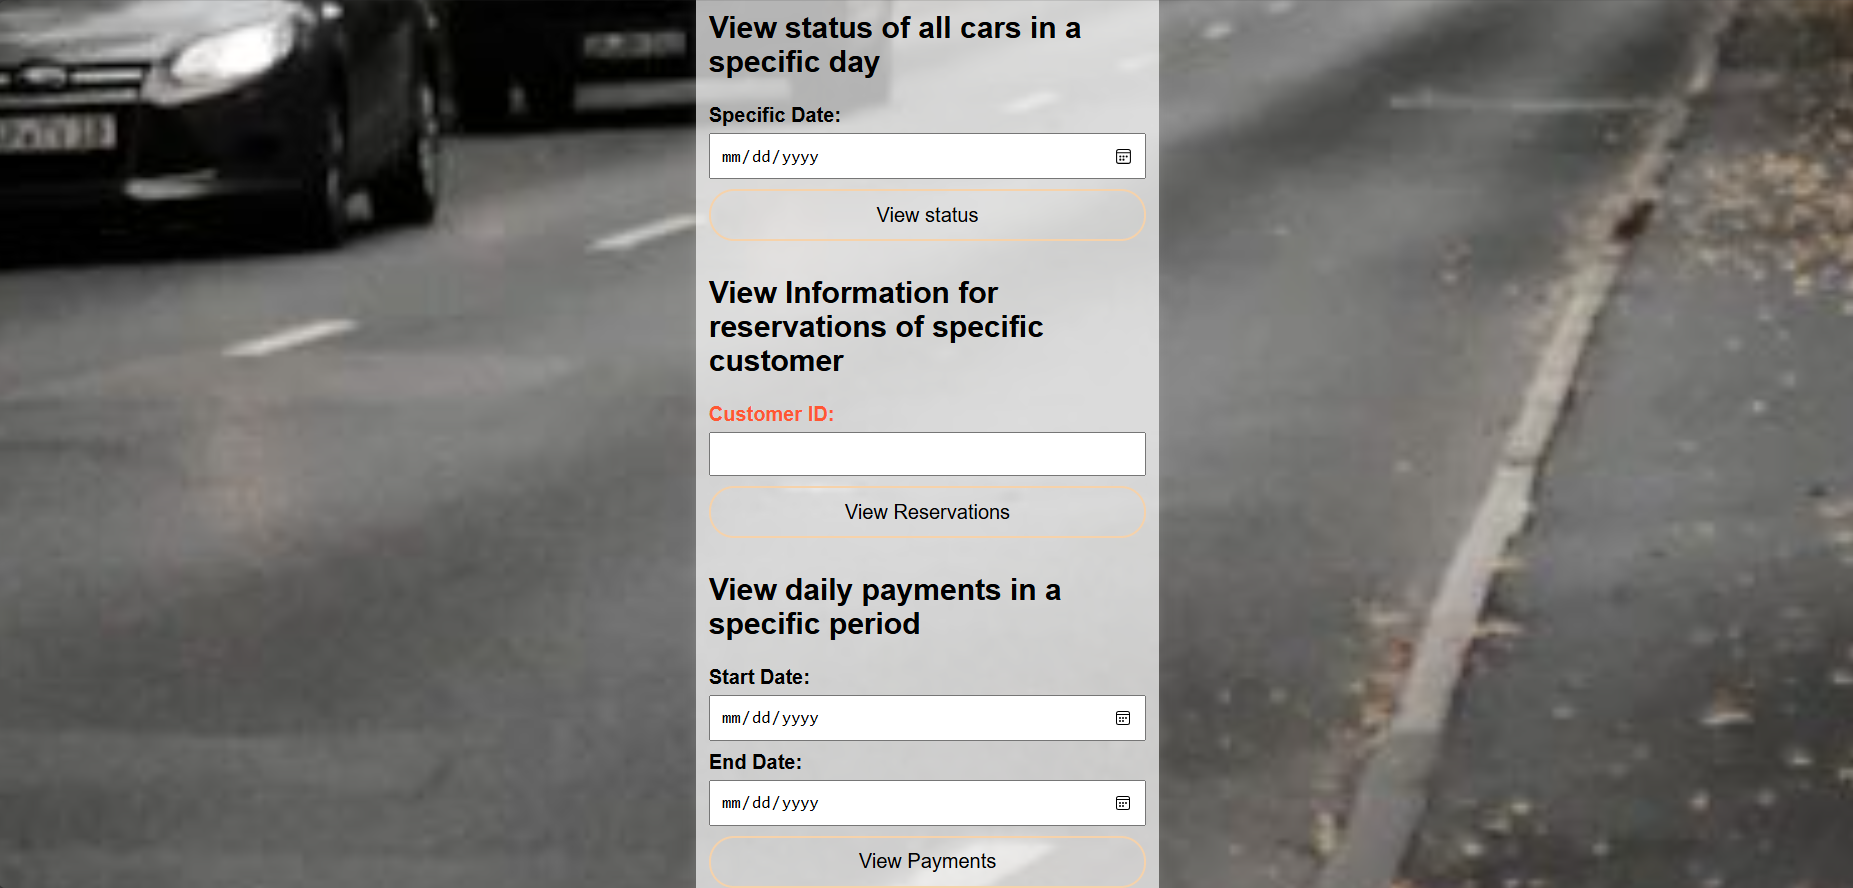 View status of all cars in a
specific day
Specific Date:
mm/dd/yyyy
View status
View Information for
reservations of specific
customer
Customer ID:
View Reservations
View daily payments in a
specific period
Start Date:
mm/dd/yyyy
End Date:
mm/dd/yyyy
View Payments